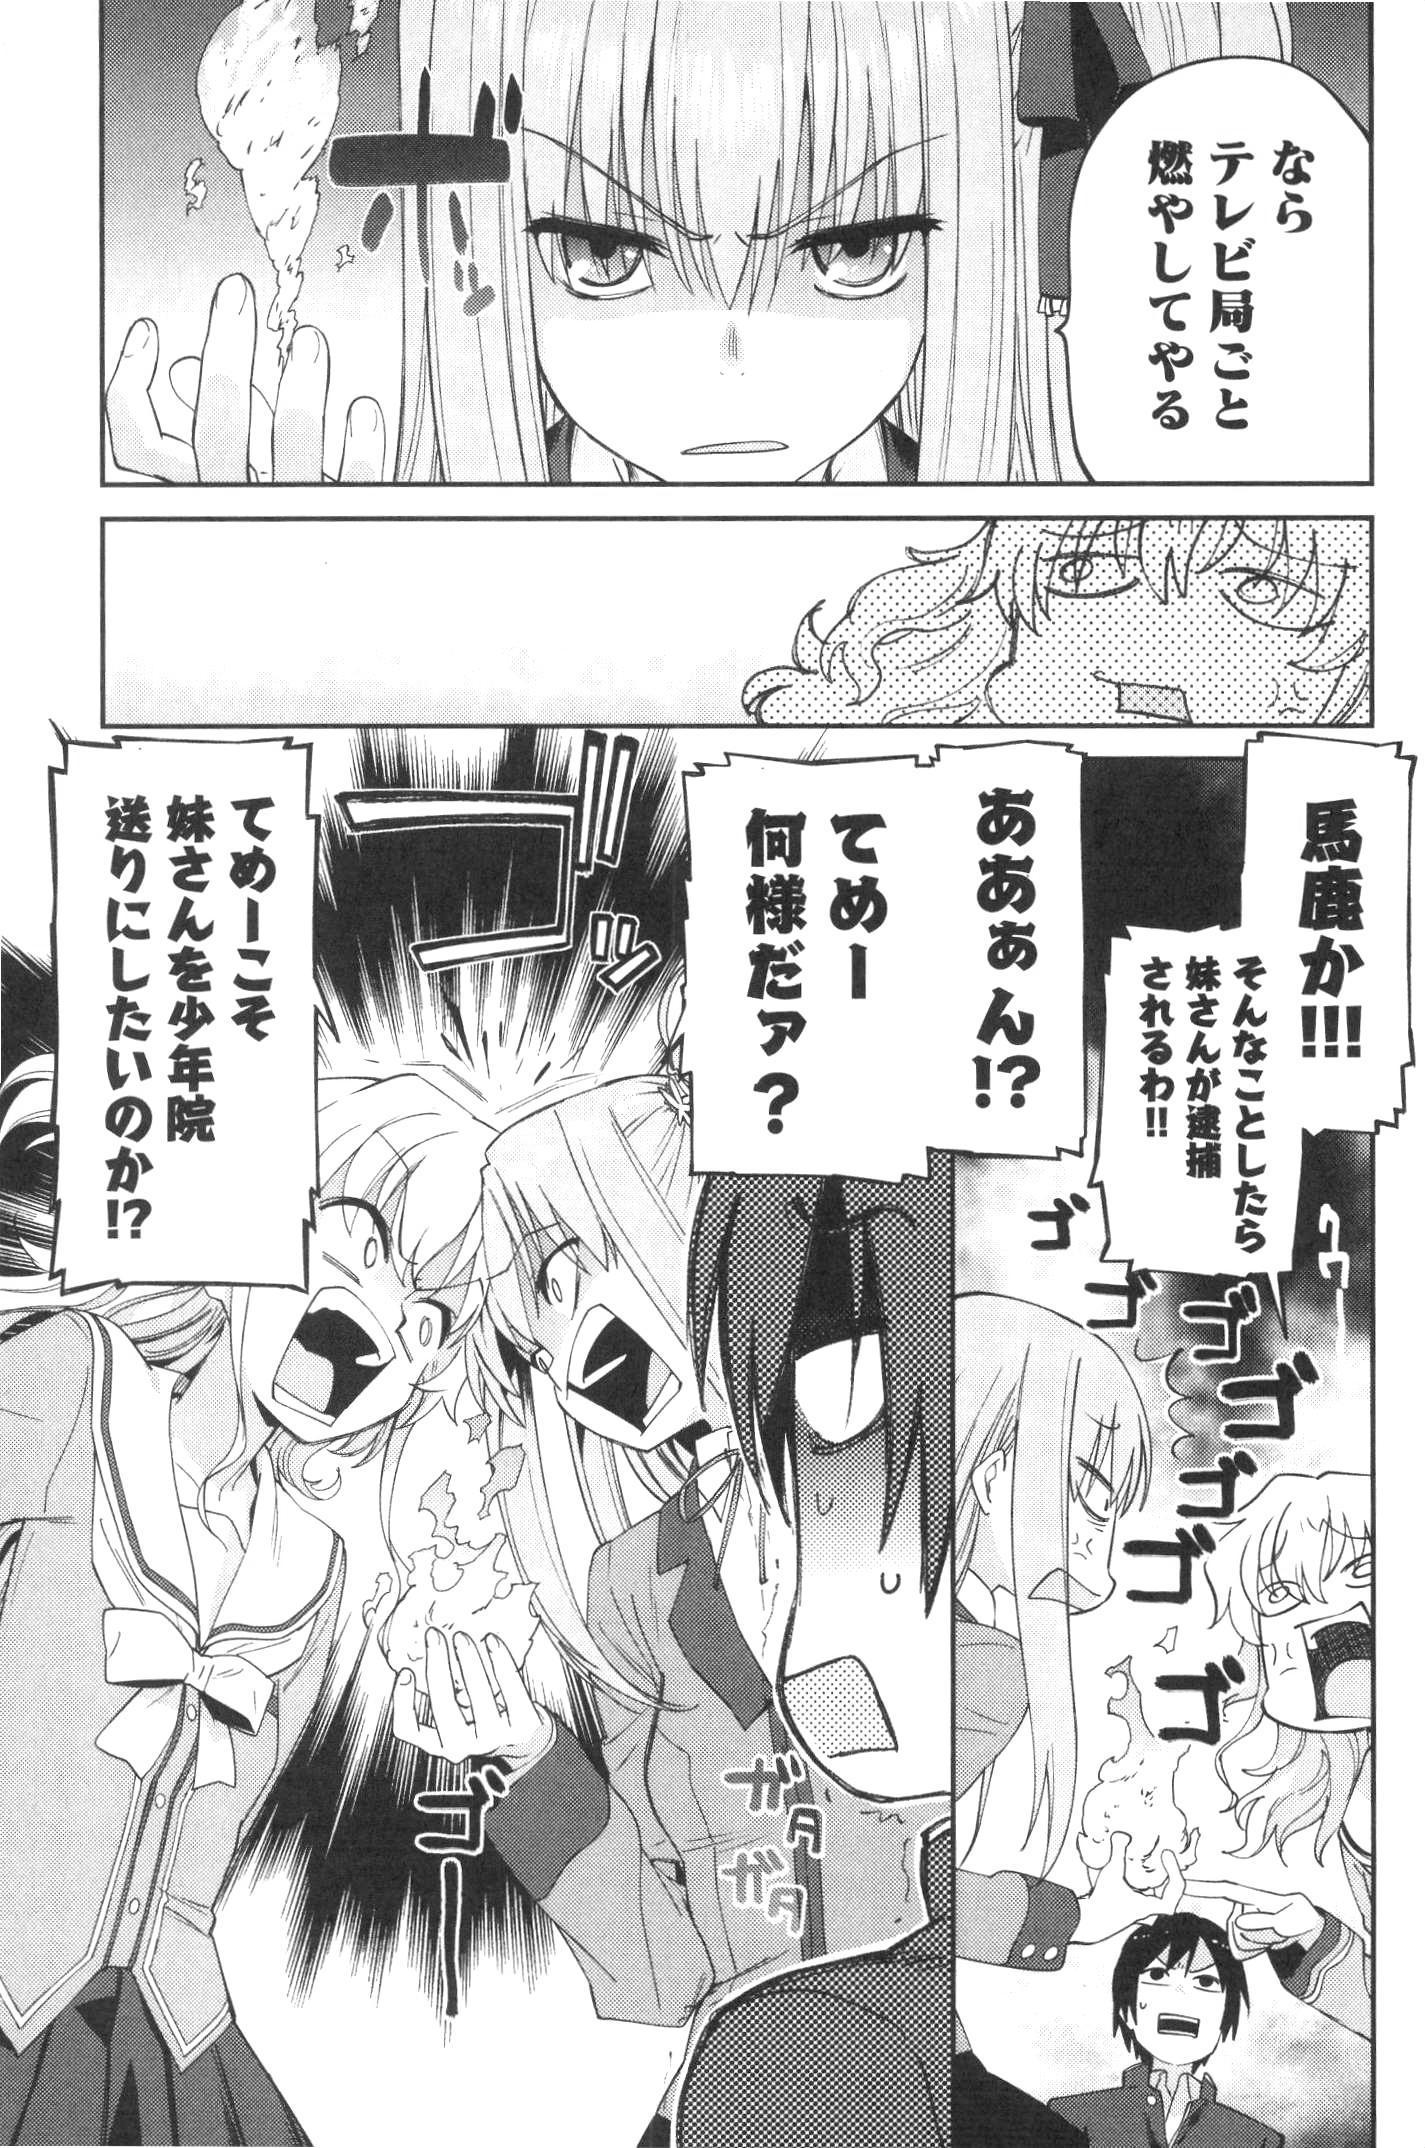 なら
テレビ局ごと
燃やしてやる
ボッ
馬鹿か!!!
そんなことしたら
妹さんが逮捕
されるわ!!
ゴ
ゴ
ゴ
ゴ
ゴ
ゴ
ゴ
あああぁん!?
てめー
何様だァ?
てめーこそ
妹さんを少年院
送りにしたいのか!?
ゴー
ガタ
ガタ